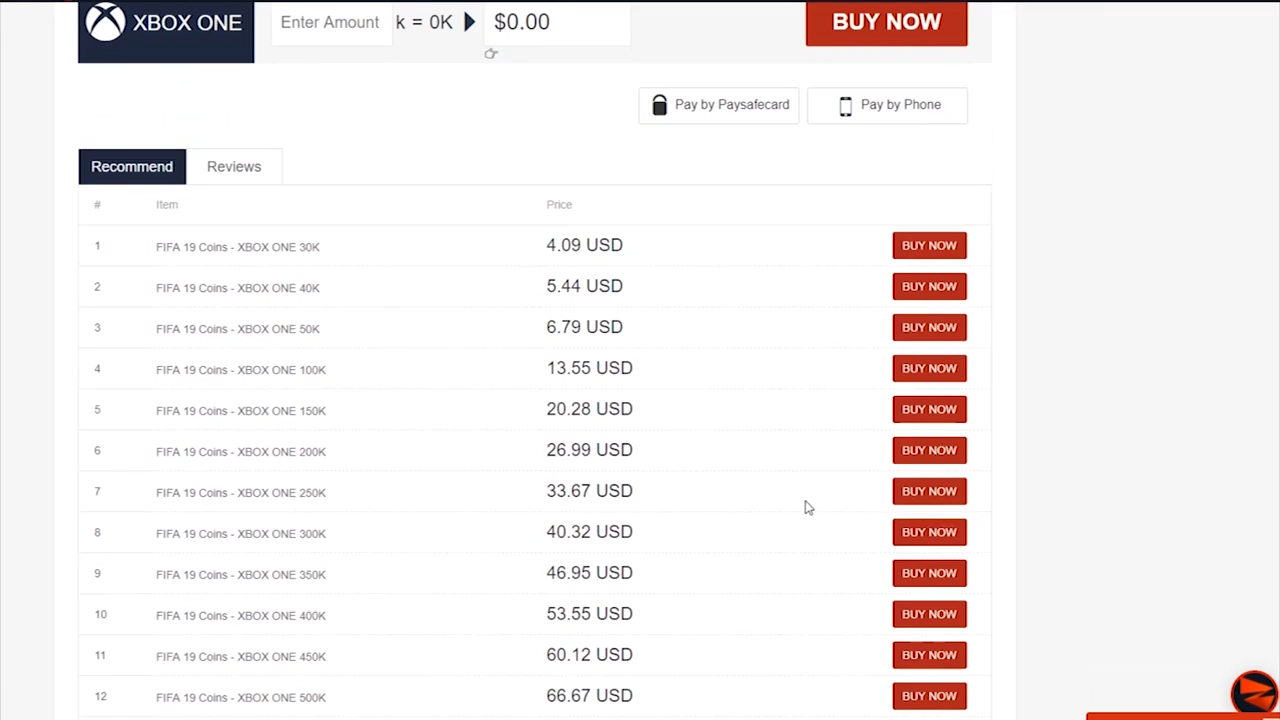 XBOX ONE Enter Amount k = 0K $0.00 BUY NOW
Pay by Paysafecard Pay by Phone
Recommend Reviews
# Item Price
1 FIFA 19 Coins - XBOX ONE 30K 4.09 USD BUY NOW
2 FIFA 19 Coins - XBOX ONE 40K 5.44 USD BUY NOW
3 FIFA 19 Coins - XBOX ONE 50K 6.79 USD BUY NOW
4 FIFA 19 Coins - XBOX ONE 100K 13.55 USD BUY NOW
5 FIFA 19 Coins - XBOX ONE 150K 20.28 USD BUY NOW
6 FIFA 19 Coins - XBOX ONE 200K 26.99 USD BUY NOW
7 FIFA 19 Coins - XBOX ONE 250K 33.67 USD BUY NOW
8 FIFA 19 Coins - XBOX ONE 300K 40.32 USD BUY NOW
9 FIFA 19 Coins - XBOX ONE 350K 46.95 USD BUY NOW
10 FIFA 19 Coins - XBOX ONE 400K 53.55 USD BUY NOW
11 FIFA 19 Coins - XBOX ONE 450K 60.12 USD BUY NOW
12 FIFA 19 Coins - XBOX ONE 500K 66.67 USD BUY NOW